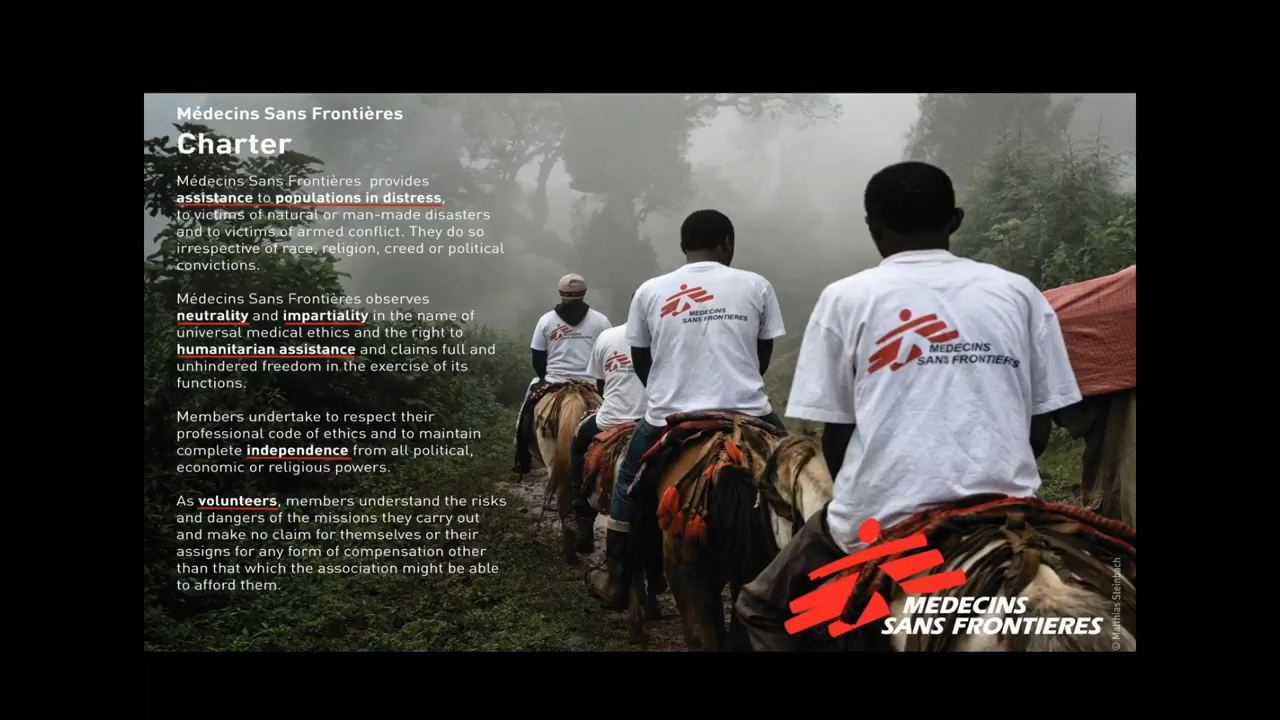 Médecins Sans Frontières
Charter
Médecins Sans Frontières provides
assistance to populations in distress,
to victims of natural or man-made disasters
and to victims of armed conflict. They do so
irrespective of race, religion, creed or political
convictions.
Médecins Sans Frontières observes
neutrality and impartiality in the name of
universal medical ethics and the right to
humanitarian assistance and claims full and
unhindered freedom in the exercise of its
functions.
Members undertake to respect their
professional code of ethics and to maintain
complete independence from all political,
economic or religious powers.
As volunteers, members understand the risks
and dangers of the missions they carry out
and make no claim for themselves or their
assigns for any form of compensation other
than that which the association might be able
to afford them.
MEDECINS
SANS FRONTIERES
MEDECINS
SANS FRONTIERES
MEDECINS
SANS FRONTIERES
© Matthias Steinbach